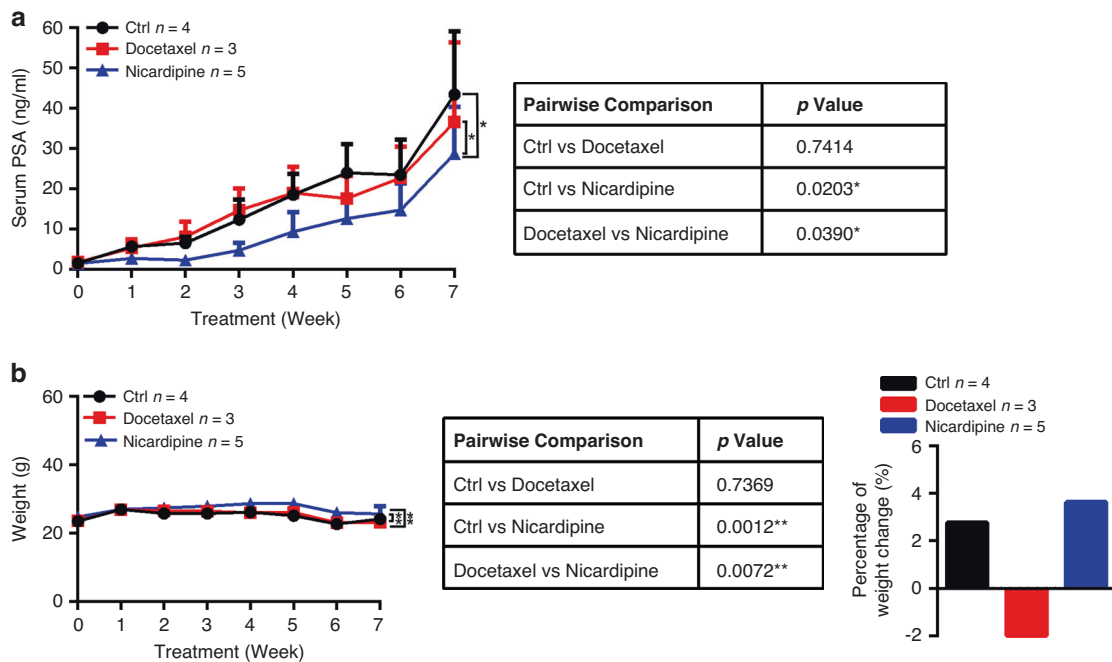 a
Ctrl n = 4
Docetaxel n = 3
Nicardipine n = 5
Serum PSA (ng/ml)
60
50
40
30
20
10
0
0 1 2 3 4 5 6 7
Treatment (Week)
*
*
Pairwise Comparison p Value
Ctrl vs Docetaxel 0.7414
Ctrl vs Nicardipine 0.0203*
Docetaxel vs Nicardipine 0.0390*
b
Ctrl n = 4
Docetaxel n = 3
Nicardipine n = 5
Weight (g)
60
40
20
0
0 1 2 3 4 5 6 7
Treatment (Week)
**
**
Pairwise Comparison p Value
Ctrl vs Docetaxel 0.7369
Ctrl vs Nicardipine 0.0012**
Docetaxel vs Nicardipine 0.0072**
Ctrl n = 4
Docetaxel n = 3
Nicardipine n = 5
Percentage of
weight change (%)
6
4
2
0
-2